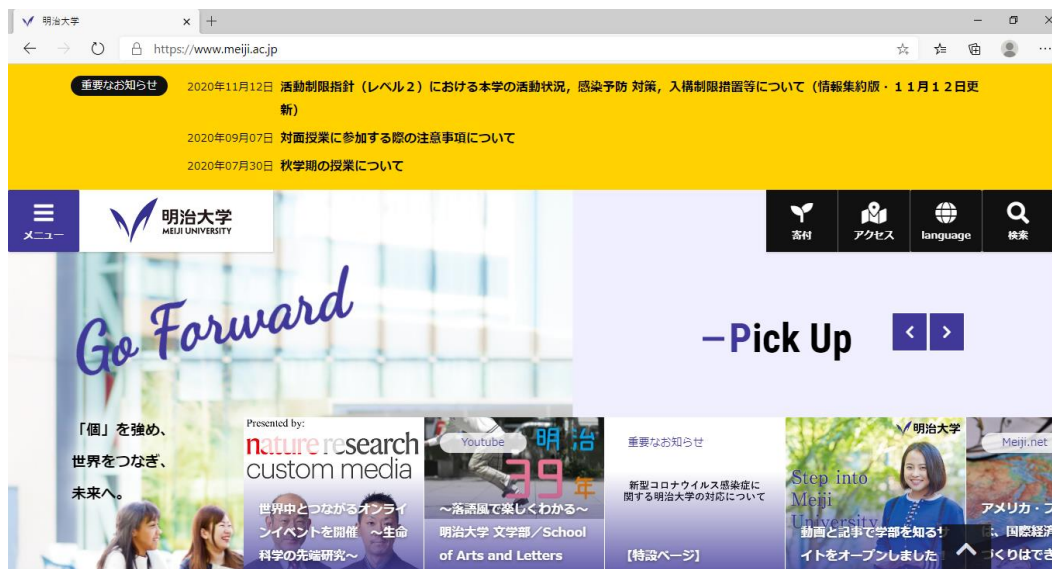 明治大学
https://www.meiji.ac.jp
重要なお知らせ
2020年11月12日 活動制限指針（レベル２）における本学の活動状況，感染予防 対策，入構制限措置等について（情報集約版・１１月１２日更
新）
2020年09月07日 対面授業に参加する際の注意事項について
2020年07月30日 秋学期の授業について
メニュー
明治大学
MEIJI UNIVERSITY
寄付
アクセス
language
検索
Go Forward
Pick Up
「個」を強め、
世界をつなぎ、
未来へ。
Presented by:
nature research
custom media
世界中とつながるオンラ
インイベントを開催　～生命
科学の先端研究～
Youtube
明治
39年
～落語風で楽しくわかる～
明治大学 文学部／School
of Arts and Letters
重要なお知らせ
新型コロナウイルス感染症に
関する明治大学の対応について
【特設ページ】
明治大学
Step into
Meiji
University
動画と記事で学部を知るサ
イトをオープンしました
Meiji.net
アメリカ・フ
は、国際経済
づくりはでき